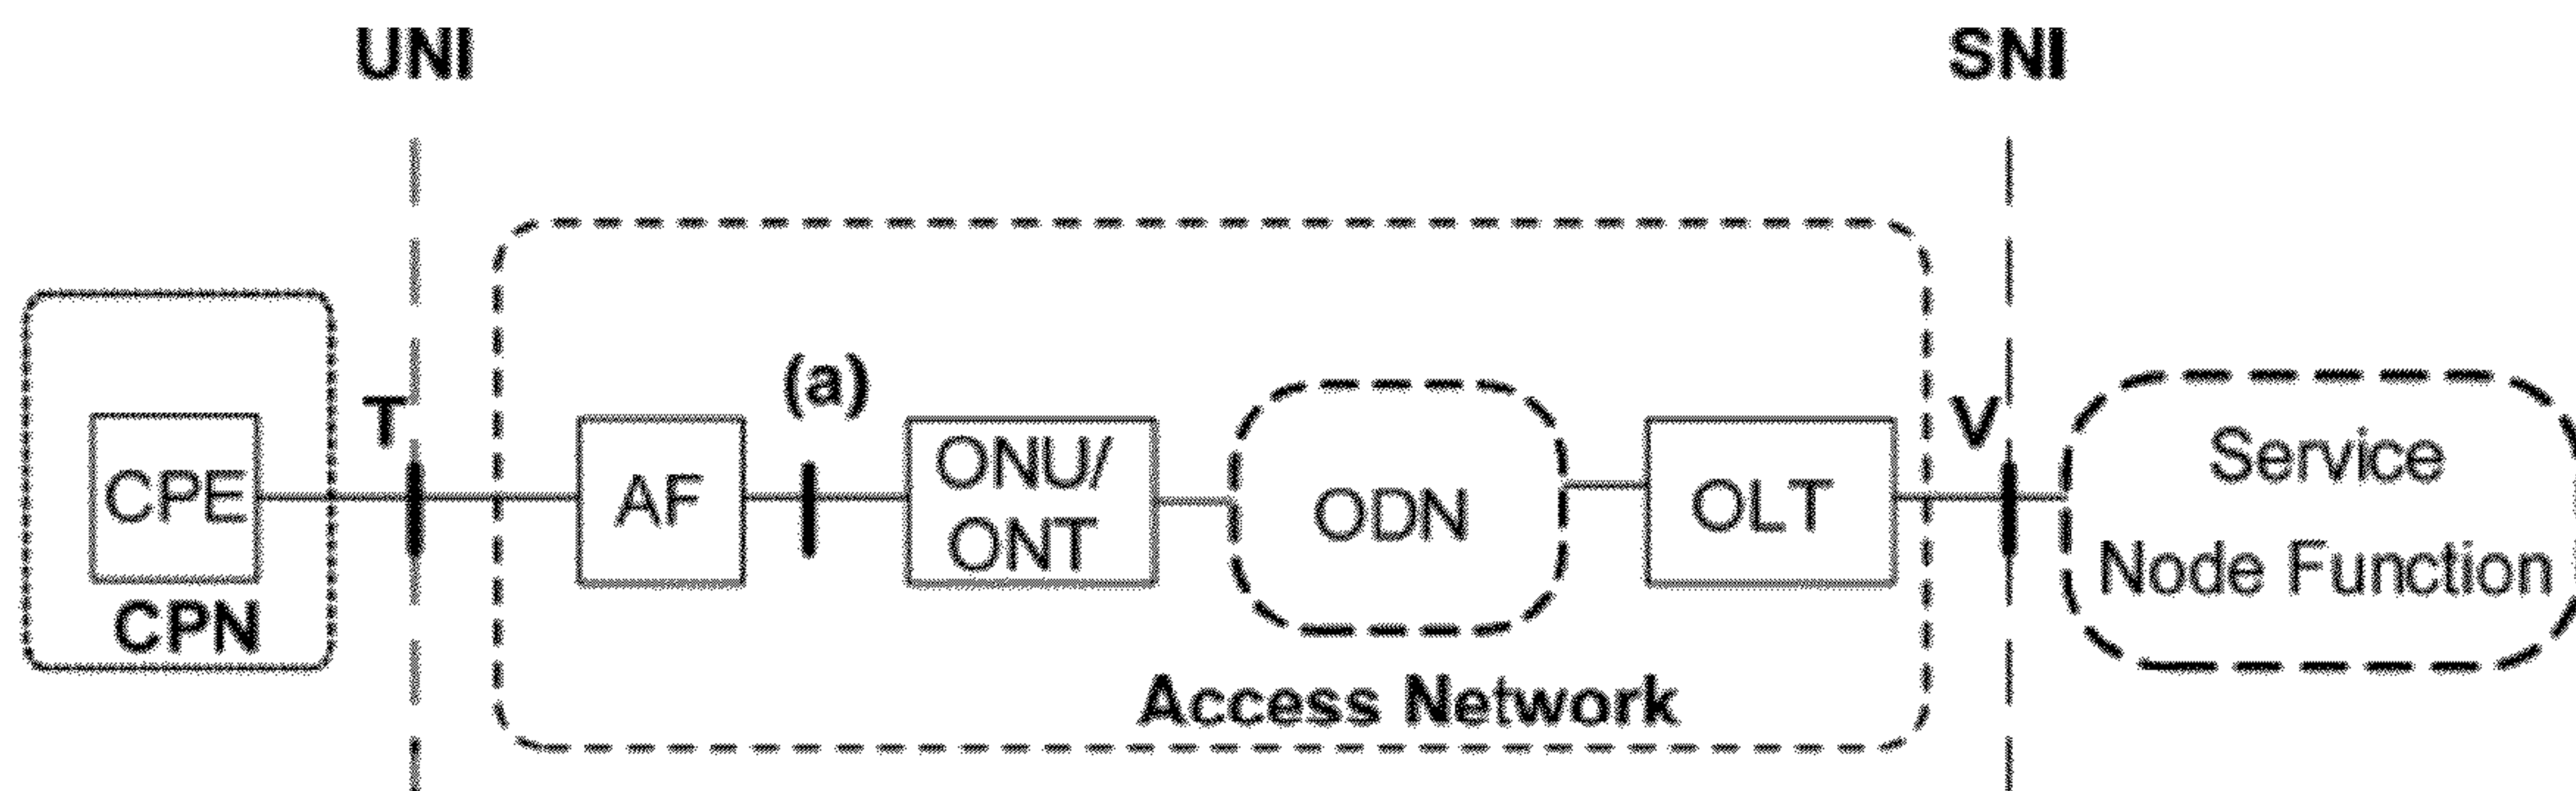 UNI
SNI
T
(a)
V
CPE
CPN
AF
ONU/
ONT
ODN
OLT
Service
Node Function
Access Network